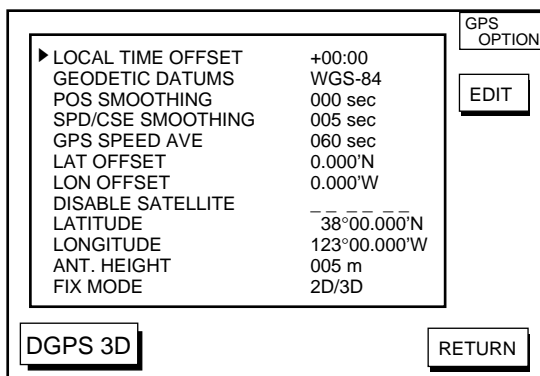 GPS
OPTION
LOCAL TIME OFFSET +00:00
GEODETIC DATUMS WGS-84
POS SMOOTHING 000 sec
SPD/CSE SMOOTHING 005 sec
GPS SPEED AVE 060 sec
LAT OFFSET 0.000'N
LON OFFSET 0.000'W
DISABLE SATELLITE _ _ _ _ _ _
LATITUDE 38°00.000'N
LONGITUDE 123°00.000'W
ANT. HEIGHT 005 m
FIX MODE 2D/3D
EDIT
DGPS 3D
RETURN